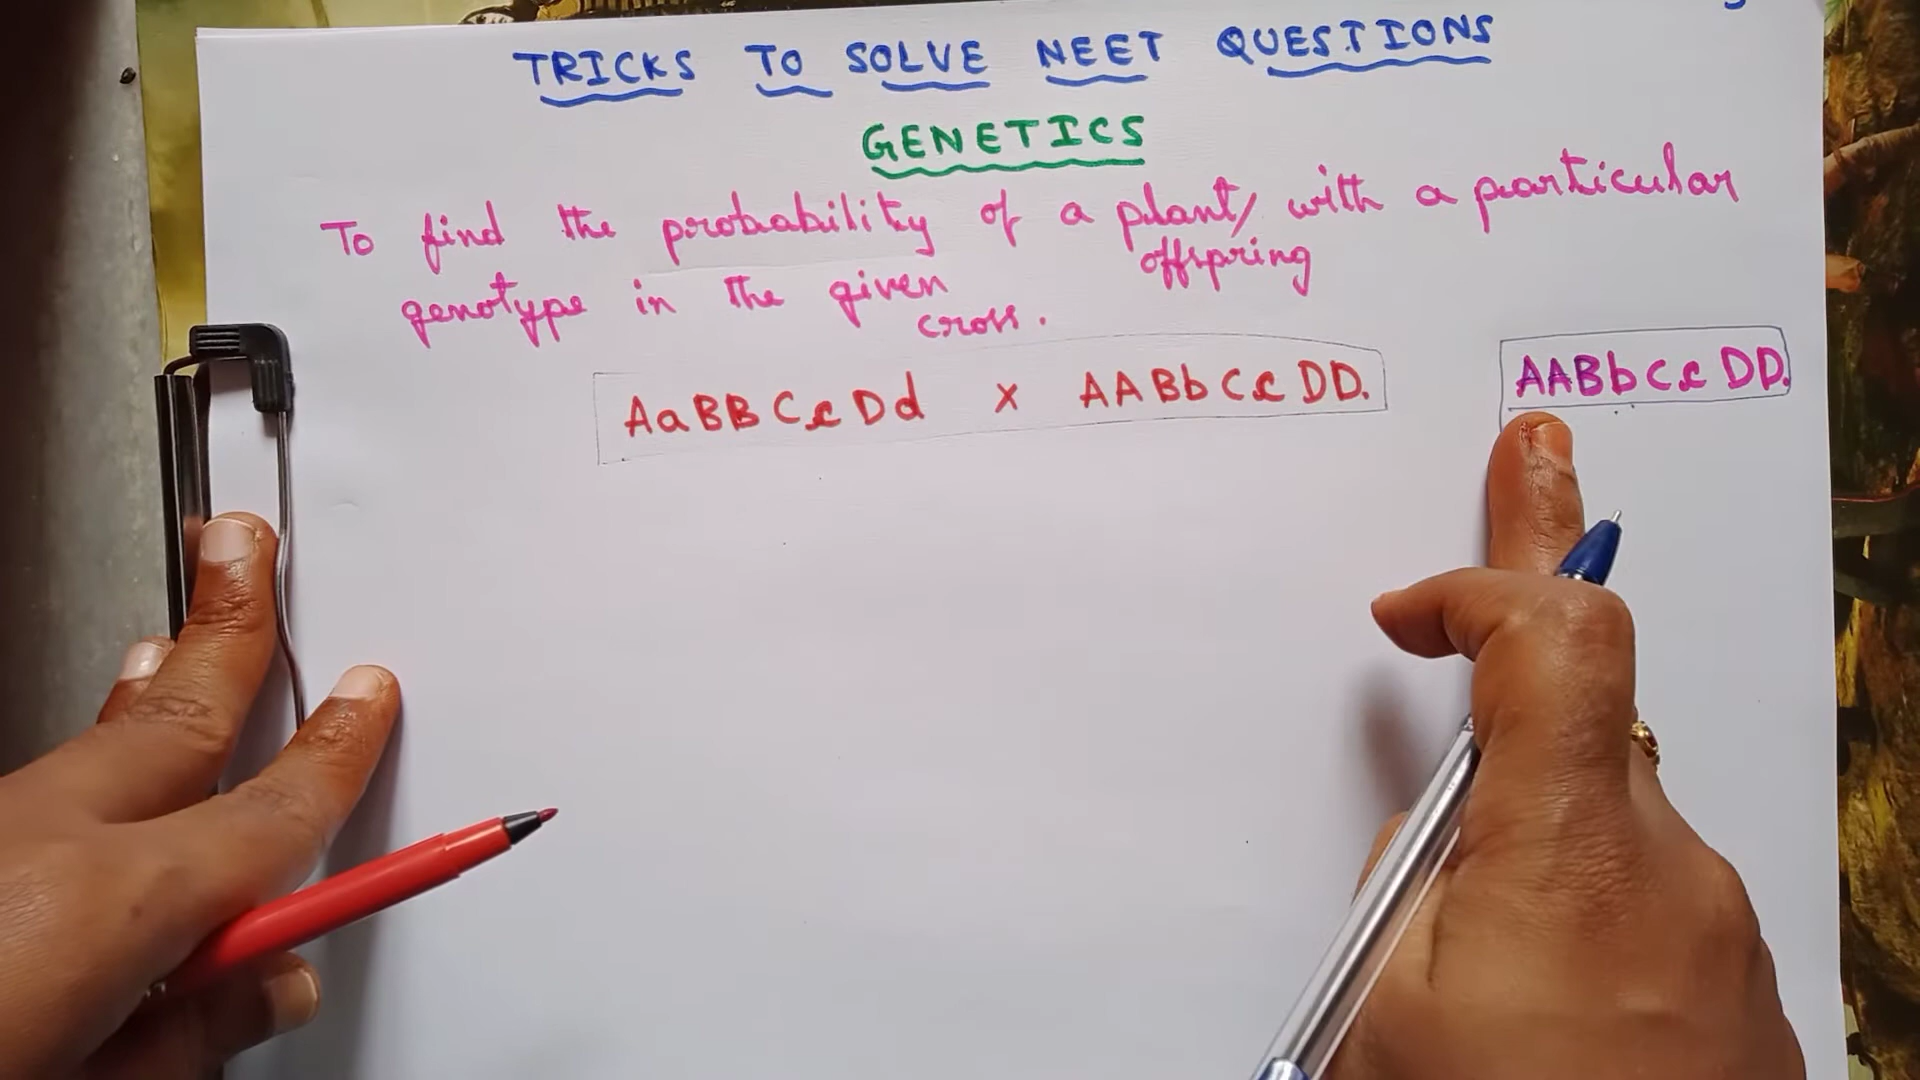 TRICKS TO SOLVE NEET QUESTIONS
GENETICS
To find the probability of a plant/ with a particular
offspring
genotype in the given
cross.
AaBBCcDd x AABbCcDD.
AABbCcDD.